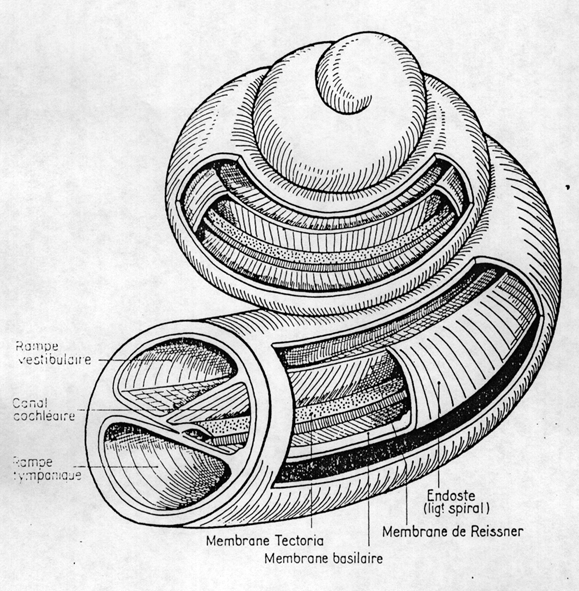 Rampe
vestibulaire
Canal
cochléaire
Rampe
tympanique
Endoste
(ligt spiral)
Membrane de Reissner
Membrane Tectoria
Membrane basilaire